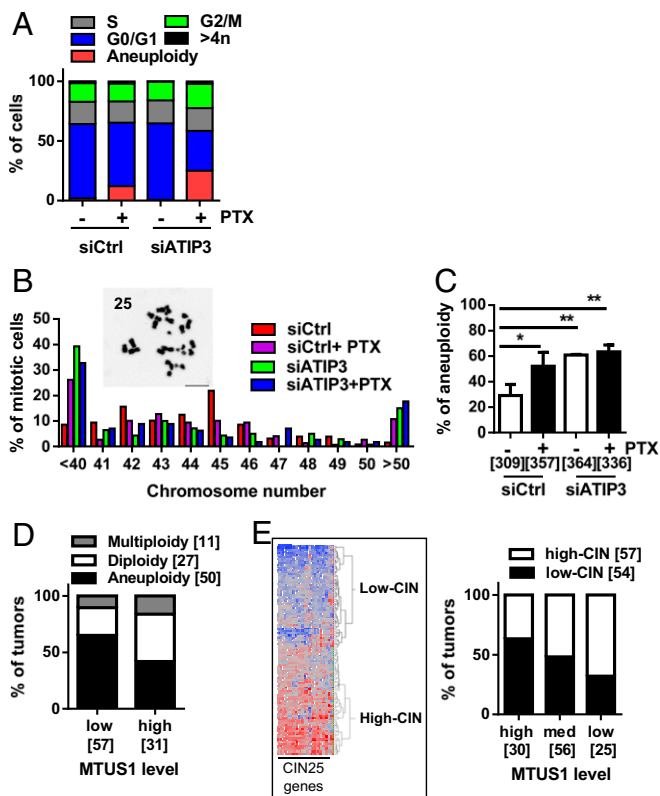 A
S
G2/M
G0/G1
>4n
Aneuploidy
% of cells
100
50
0
- + - + PTX
siCtrl siATIP3
B
25
% of mitotic cells
50
40
30
20
10
0
siCtrl
siCtrl+ PTX
siATIP3
siATIP3+PTX
<40 41 42 43 44 45 46 47 48 49 50 >50
Chromosome number
C
% of aneuploidy
100
80
60
40
20
0
**
**
*
- + - + PTX
[309][357] [364][336]
siCtrl siATIP3
D
Multiploidy [11]
Diploidy [27]
Aneuploidy [50]
% of tumors
100
50
0
low high
[57] [31]
MTUS1 level
E
Low-CIN
High-CIN
CIN25
genes
high-CIN [57]
low-CIN [54]
% of tumors
100
50
0
high med low
[30] [56] [25]
MTUS1 level